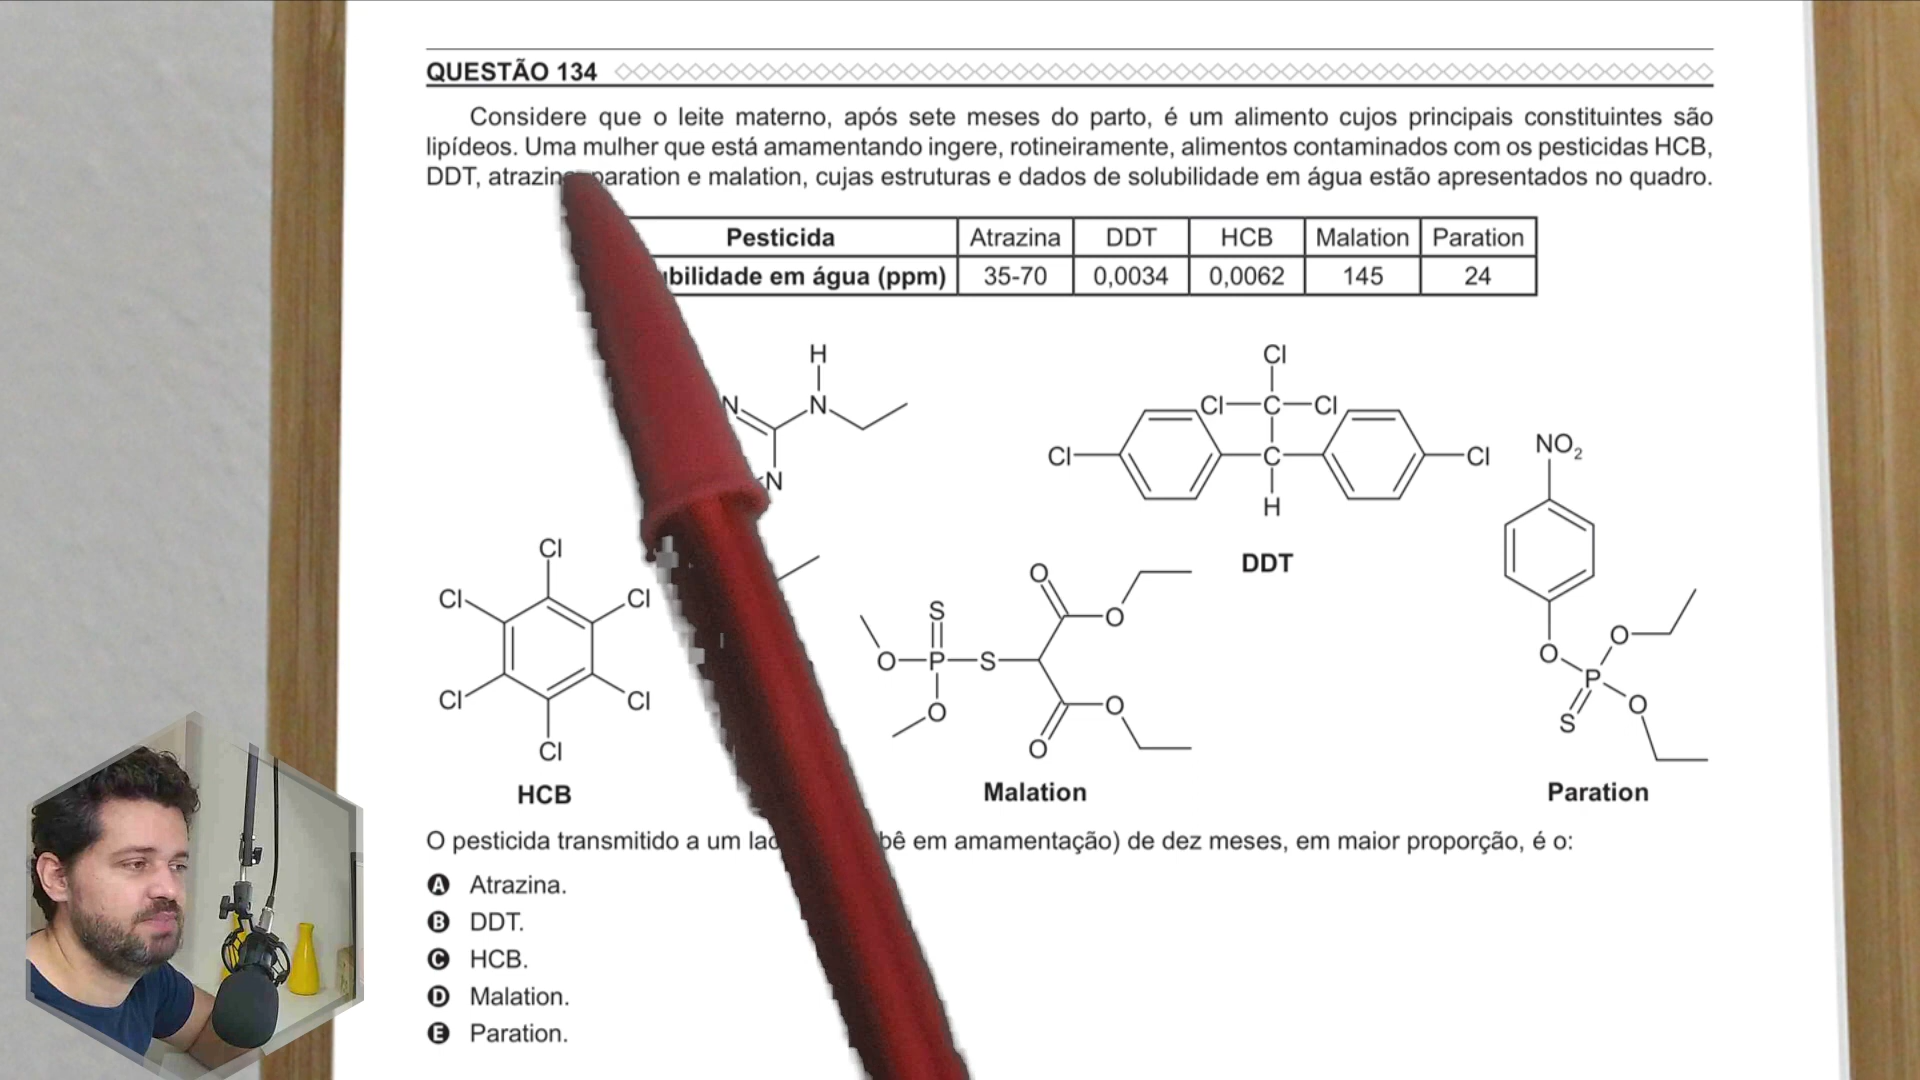 QUESTÃO 134
Considere que o leite materno, após sete meses do parto, é um alimento cujos principais constituintes são
lipídeos. Uma mulher que está amamentando ingere, rotineiramente, alimentos contaminados com os pesticidas HCB,
DDT, atrazin paration e malation, cujas estruturas e dados de solubilidade em água estão apresentados no quadro.
Pesticida Atrazina DDT HCB Malation Paration
ubilidade em água (ppm) 35-70 0,0034 0,0062 145 24
H
N N
N
Cl
Cl C Cl
Cl C Cl
H
DDT
NO2
Cl
Cl Cl
Cl Cl
Cl
HCB
O
S O
O P S
O O
O
Malation
O
O P
S O
Paration
O pesticida transmitido a um lac bê em amamentação) de dez meses, em maior proporção, é o:
A Atrazina.
B DDT.
C HCB.
D Malation.
E Paration.